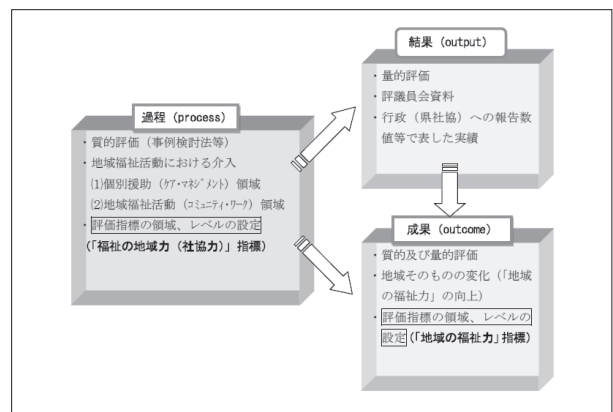 過程（process）
・質的評価（事例検討法等）
・地域福祉活動における介入
⑴個別援助（ケア・マネジメント）領域
⑵地域福祉活動（コミュニティ・ワーク）領域
・評価指標の領域、レベルの設定
（「福祉の地域力（社協力）」指標）
結果（output）
・量的評価
・評議員会資料
・行政（県社協）への報告数
値等で表した実績
成果（outcome）
・質的及び量的評価
・地域そのものの変化（「地域
の福祉力」の向上）
・評価指標の領域、レベルの
設定（「地域の福祉力」指標）